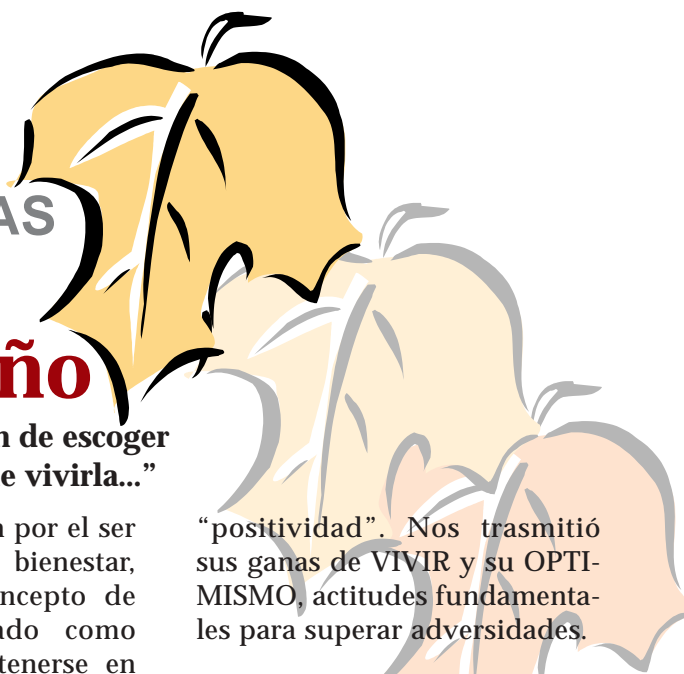 AS
ño
n de escoger
e vivirla...”
n por el ser
bienestar,
ncepto de
ado como
tenerse en
“positividad”. Nos trasmitió
sus ganas de VIVIR y su OPTI-
MISMO, actitudes fundamenta-
les para superar adversidades.